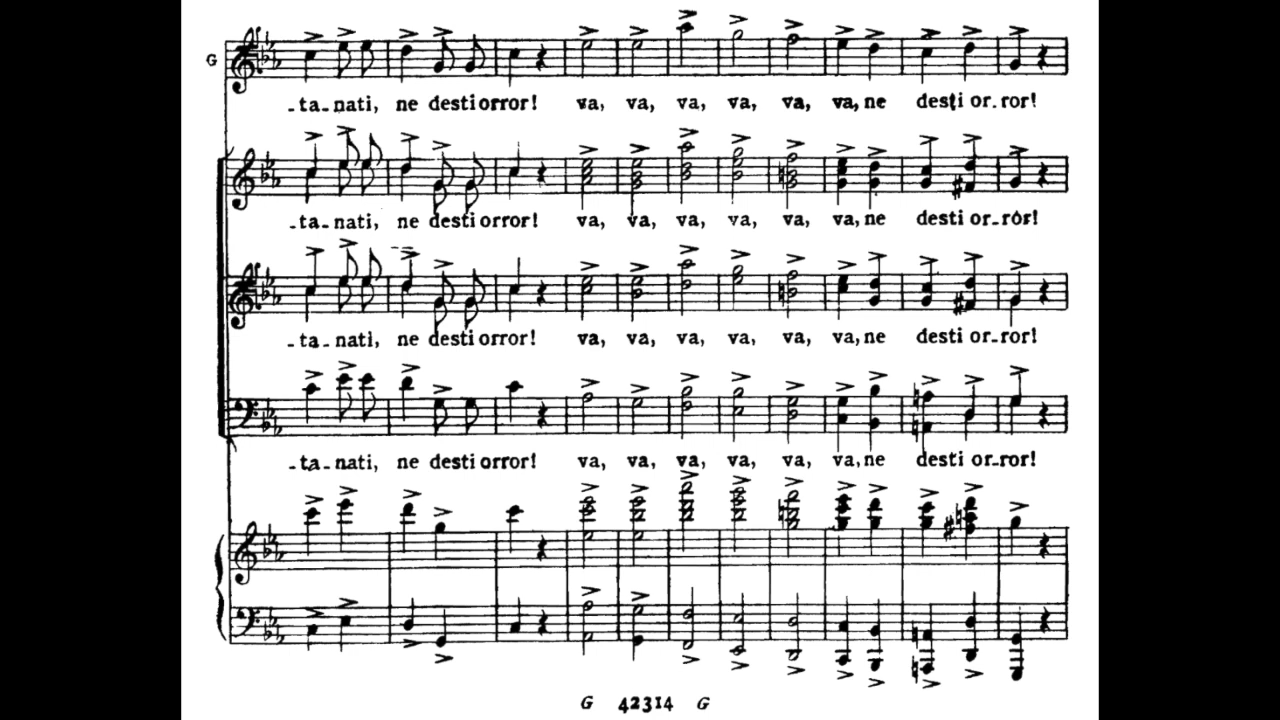 G
-ta-nati, ne desti orror! va, va, va, va, va, va, ne desti or-ror!
-ta-nati, ne desti orror! va, va, va, va, va, va, ne desti or-ror!
-ta-nati, ne desti orror! va, va, va, va, va, va, ne desti or-ror!
-ta-nati, ne desti orror! va, va, va, va, va, va, ne desti or-ror!
G 42314 G